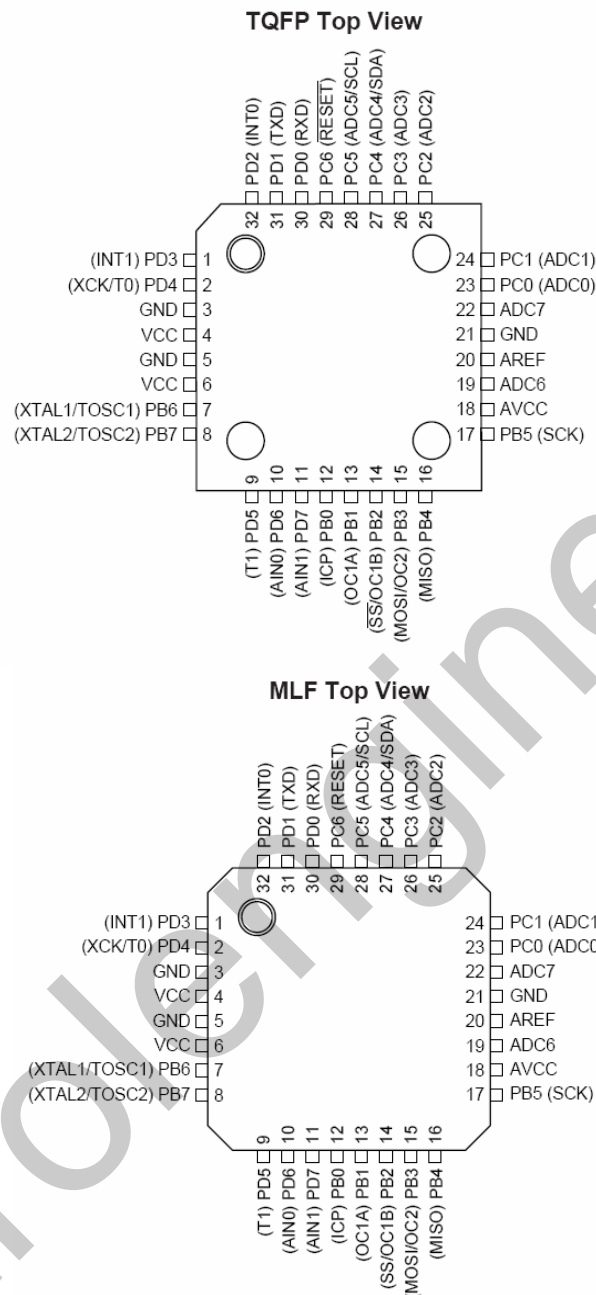 TQFP Top View
PD2 (INT0)
PD1 (TXD)
PD0 (RXD)
PC6 (RESET)
PC5 (ADC5/SCL)
PC4 (ADC4/SDA)
PC3 (ADC3)
PC2 (ADC2)
32 31 30 29 28 27 26 25
(INT1) PD3 1
(XCK/T0) PD4 2
GND 3
VCC 4
GND 5
VCC 6
(XTAL1/TOSC1) PB6 7
(XTAL2/TOSC2) PB7 8
24 PC1 (ADC1)
23 PC0 (ADC0)
22 ADC7
21 GND
20 AREF
19 ADC6
18 AVCC
17 PB5 (SCK)
9 10 11 12 13 14 15 16
(T1) PD5
(AIN0) PD6
(AIN1) PD7
(ICP) PB0
(OC1A) PB1
(SS/OC1B) PB2
(MOSI/OC2) PB3
(MISO) PB4
MLF Top View
PD2 (INT0)
PD1 (TXD)
PD0 (RXD)
PC6 (RESET)
PC5 (ADC5/SCL)
PC4 (ADC4/SDA)
PC3 (ADC3)
PC2 (ADC2)
32 31 30 29 28 27 26 25
(INT1) PD3 1
(XCK/T0) PD4 2
GND 3
VCC 4
GND 5
VCC 6
(XTAL1/TOSC1) PB6 7
(XTAL2/TOSC2) PB7 8
24 PC1 (ADC1
23 PC0 (ADC0
22 ADC7
21 GND
20 AREF
19 ADC6
18 AVCC
17 PB5 (SCK)
9 10 11 12 13 14 15 16
(T1) PD5
(AIN0) PD6
(AIN1) PD7
(ICP) PB0
(OC1A) PB1
(SS/OC1B) PB2
MOSI/OC2) PB3
(MISO) PB4